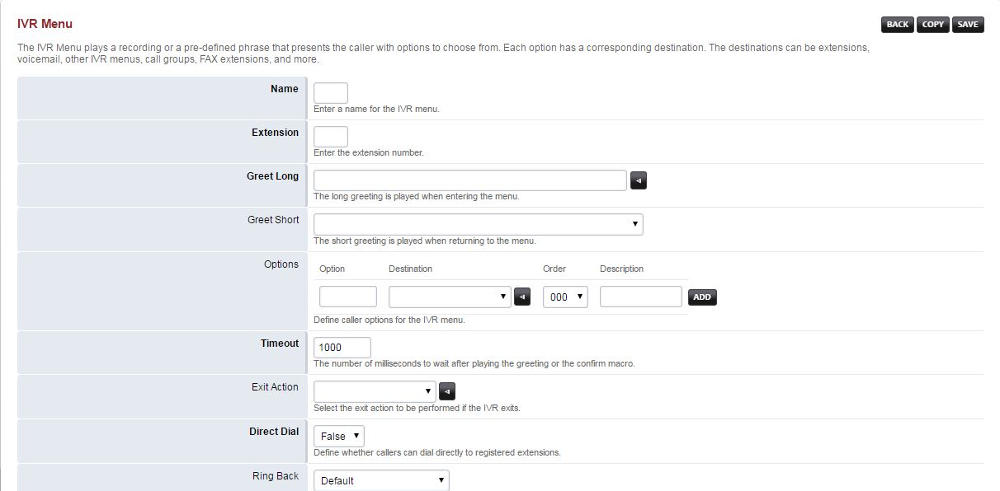 IVR Menu
BACK COPY SAVE
The IVR Menu plays a recording or a pre-defined phrase that presents the caller with options to choose from. Each option has a corresponding destination. The destinations can be extensions,
voicemail, other IVR menus, call groups, FAX extensions, and more.
Name
Enter a name for the IVR menu.
Extension
Enter the extension number.
Greet Long
The long greeting is played when entering the menu.
Greet Short
The short greeting is played when returning to the menu.
Options
Option Destination Order Description
000 ADD
Define caller options for the IVR menu.
Timeout
1000
The number of milliseconds to wait after playing the greeting or the confirm macro.
Exit Action
Select the exit action to be performed if the IVR exits.
Direct Dial
False
Define whether callers can dial directly to registered extensions.
Ring Back
Default